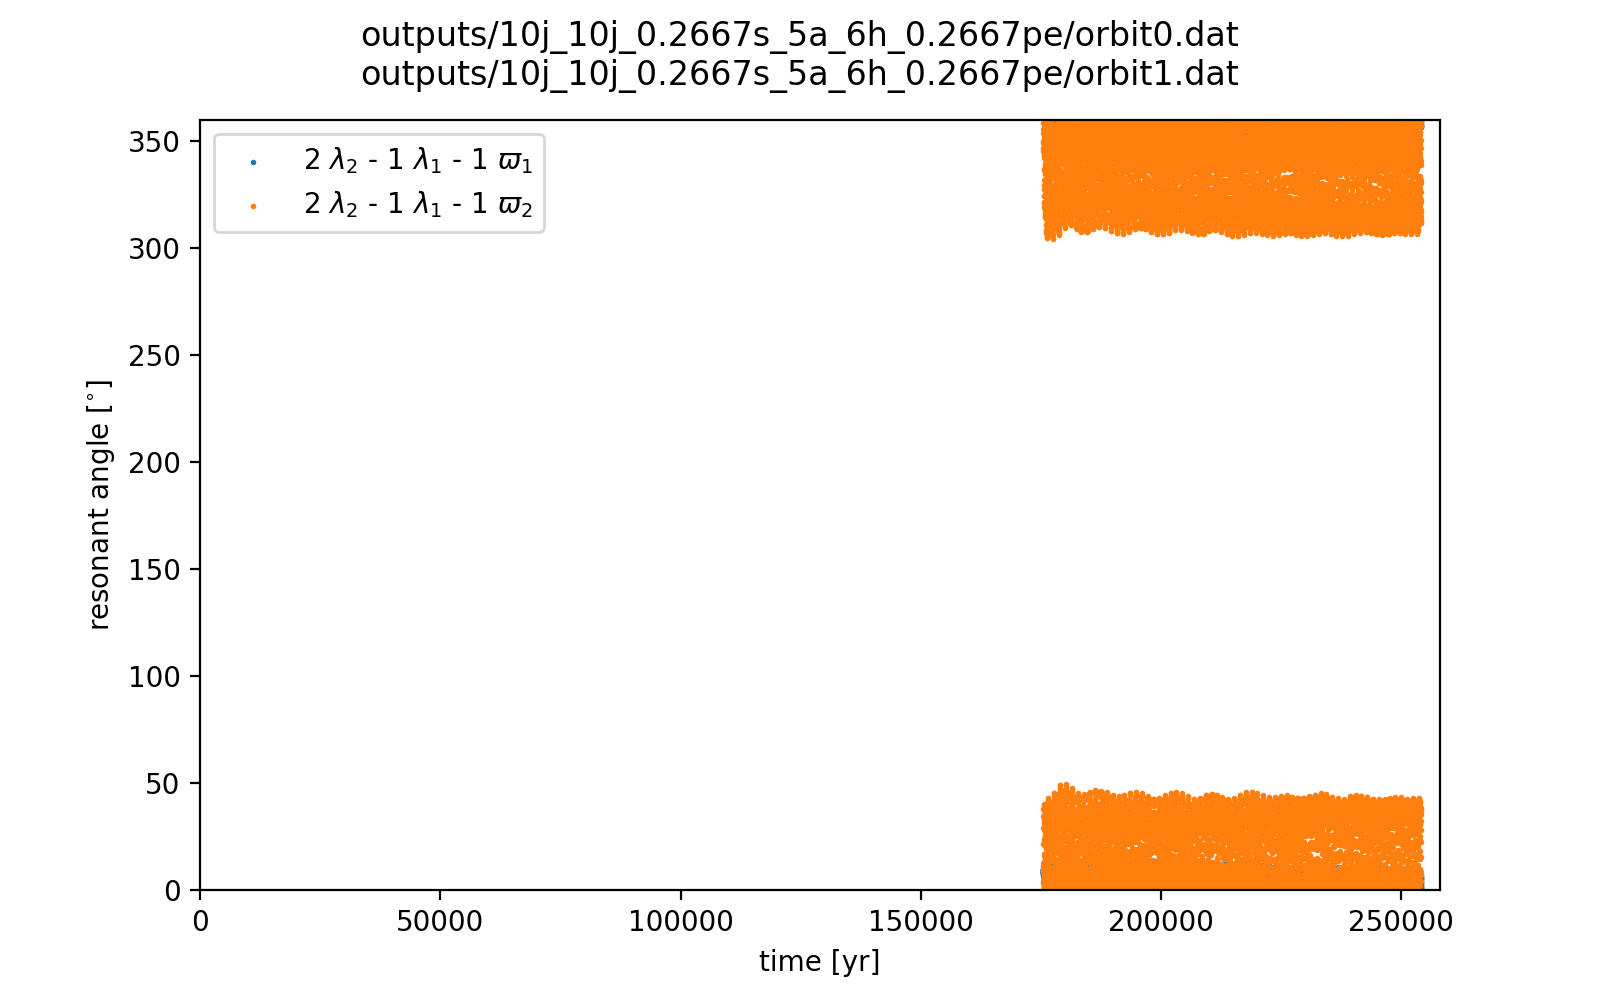 outputs/10j_10j_0.2667s_5a_6h_0.2667pe/orbit0.dat
outputs/10j_10j_0.2667s_5a_6h_0.2667pe/orbit1.dat
2 λ₂ - 1 λ₁ - 1 ϖ₁
2 λ₂ - 1 λ₁ - 1 ϖ₂
350
300
250
200
150
100
50
0
resonant angle [°]
0 50000 100000 150000 200000 250000
time [yr]